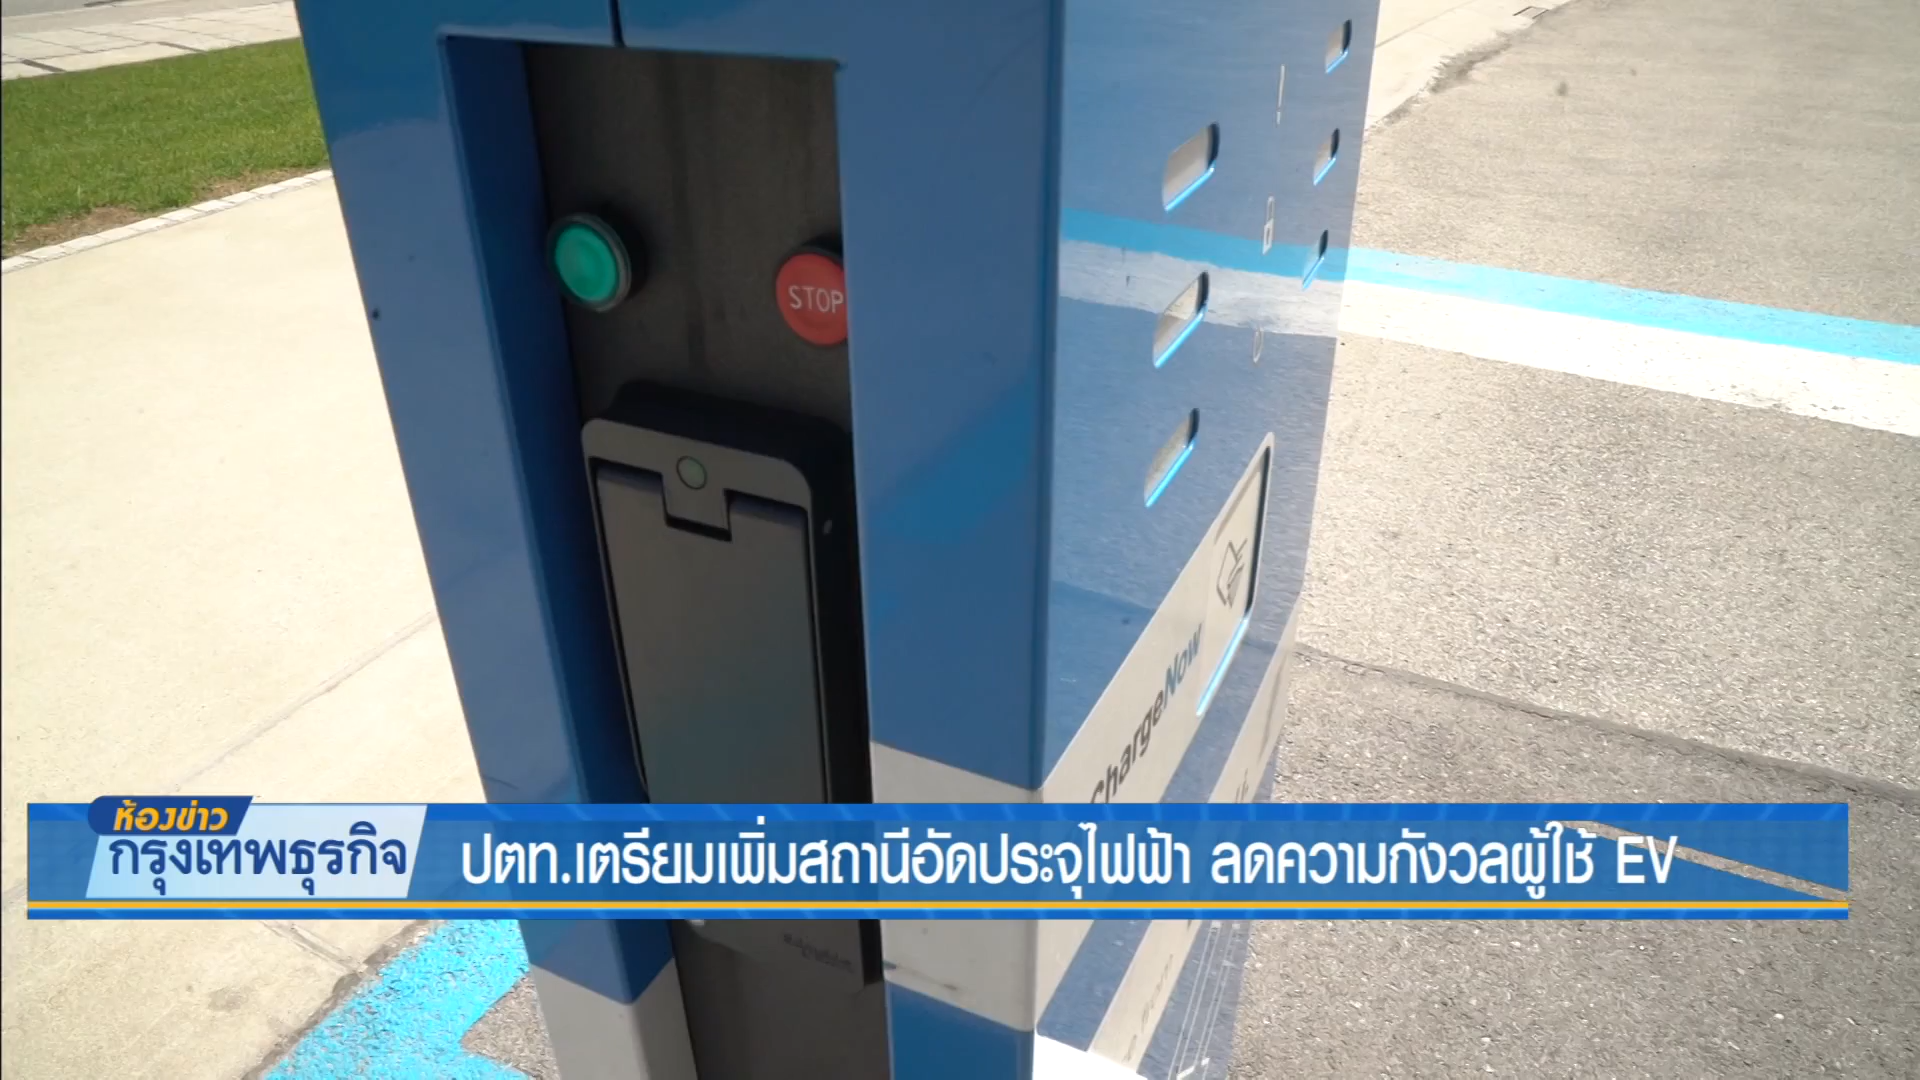 STOP
ChargeNow
ห้องข่าว
กรุงเทพธุรกิจ
ปตท.เตรียมเพิ่มสถานีอัดประจุไฟฟ้า ลดความกังวลผู้ใช้ EV